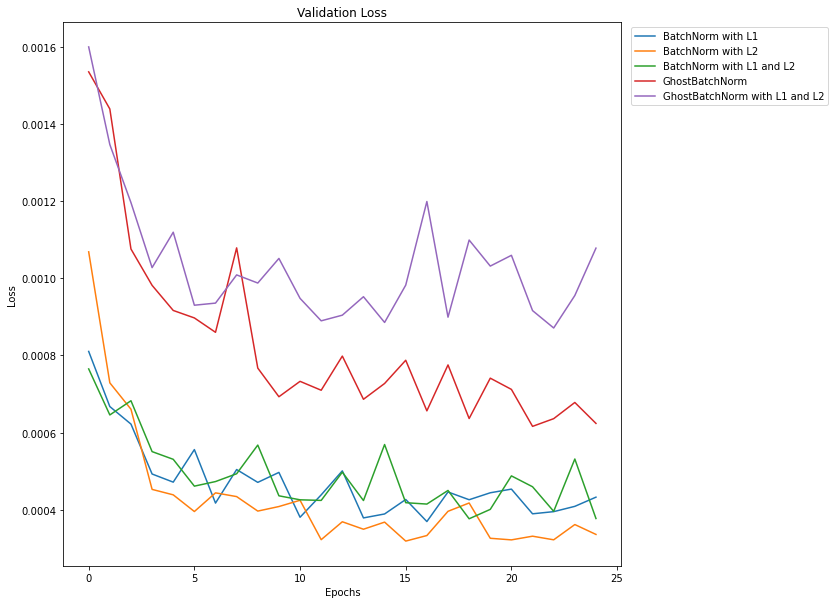 Validation Loss
BatchNorm with L1
BatchNorm with L2
BatchNorm with L1 and L2
GhostBatchNorm
GhostBatchNorm with L1 and L2
0.0016
0.0014
0.0012
0.0010
0.0008
0.0006
0.0004
Loss
0 5 10 15 20 25
Epochs